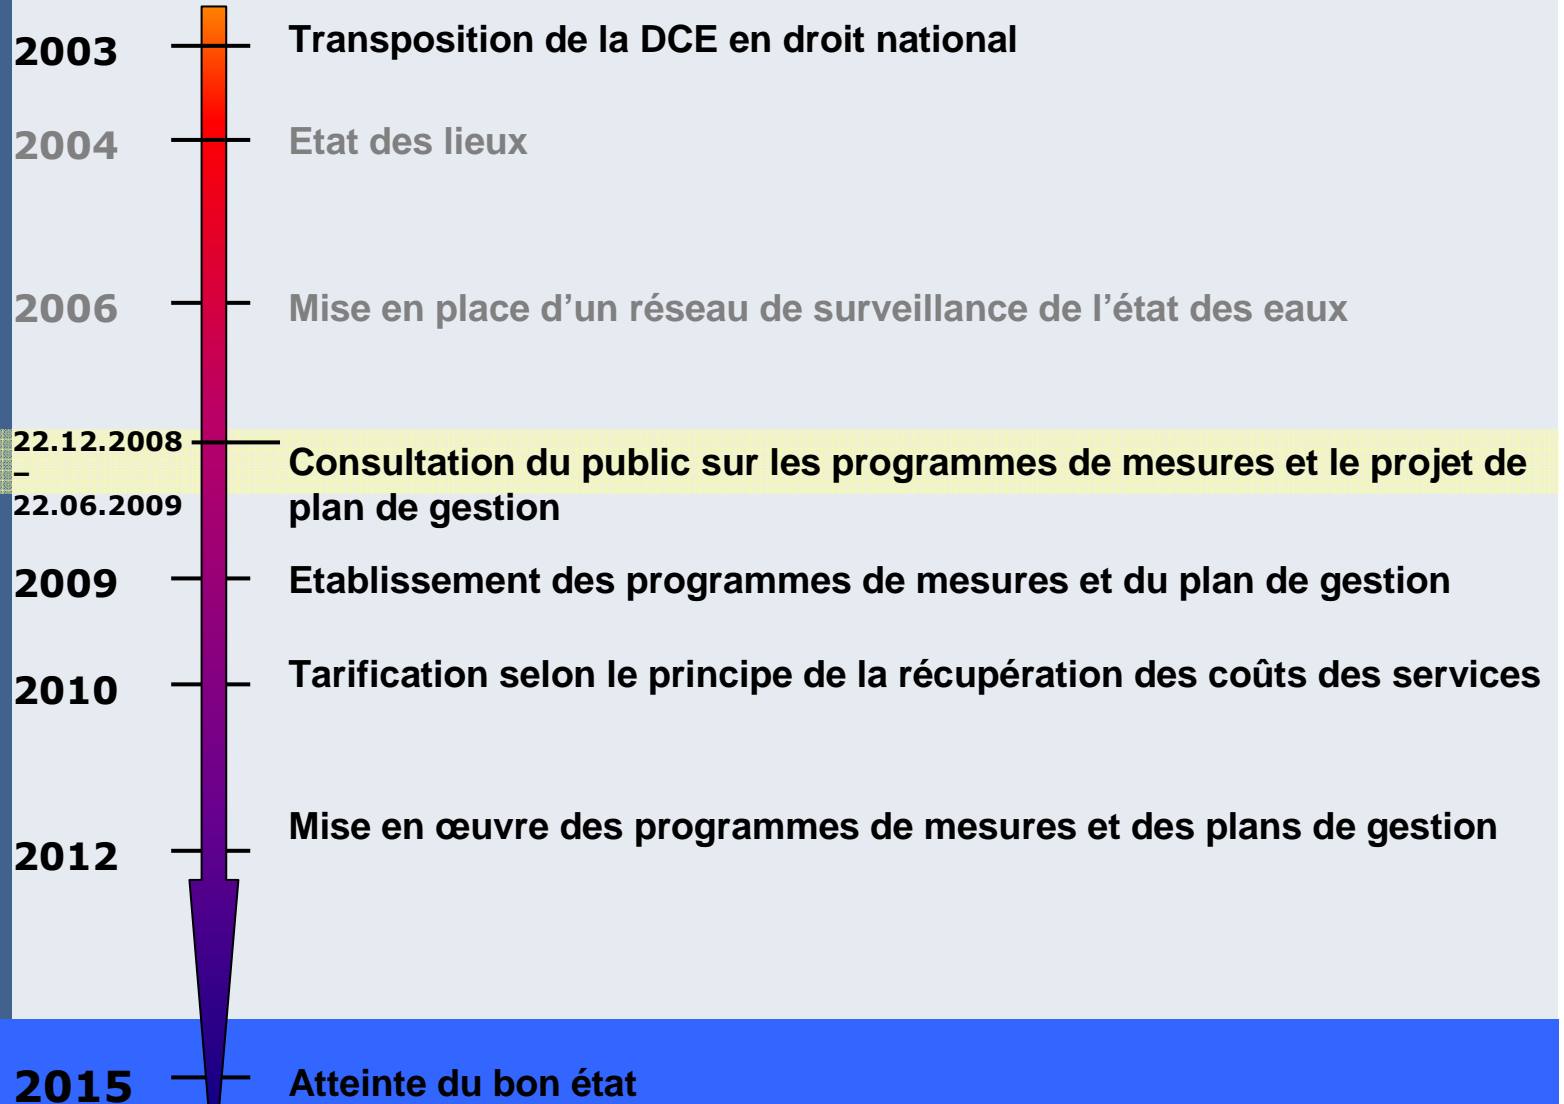 2003 Transposition de la DCE en droit national
2004 Etat des lieux
2006 Mise en place d’un réseau de surveillance de l’état des eaux
22.12.2008
–
22.06.2009
Consultation du public sur les programmes de mesures et le projet de
plan de gestion
2009 Etablissement des programmes de mesures et du plan de gestion
2010 Tarification selon le principe de la récupération des coûts des services
2012 Mise en œuvre des programmes de mesures et des plans de gestion
2015 Atteinte du bon état